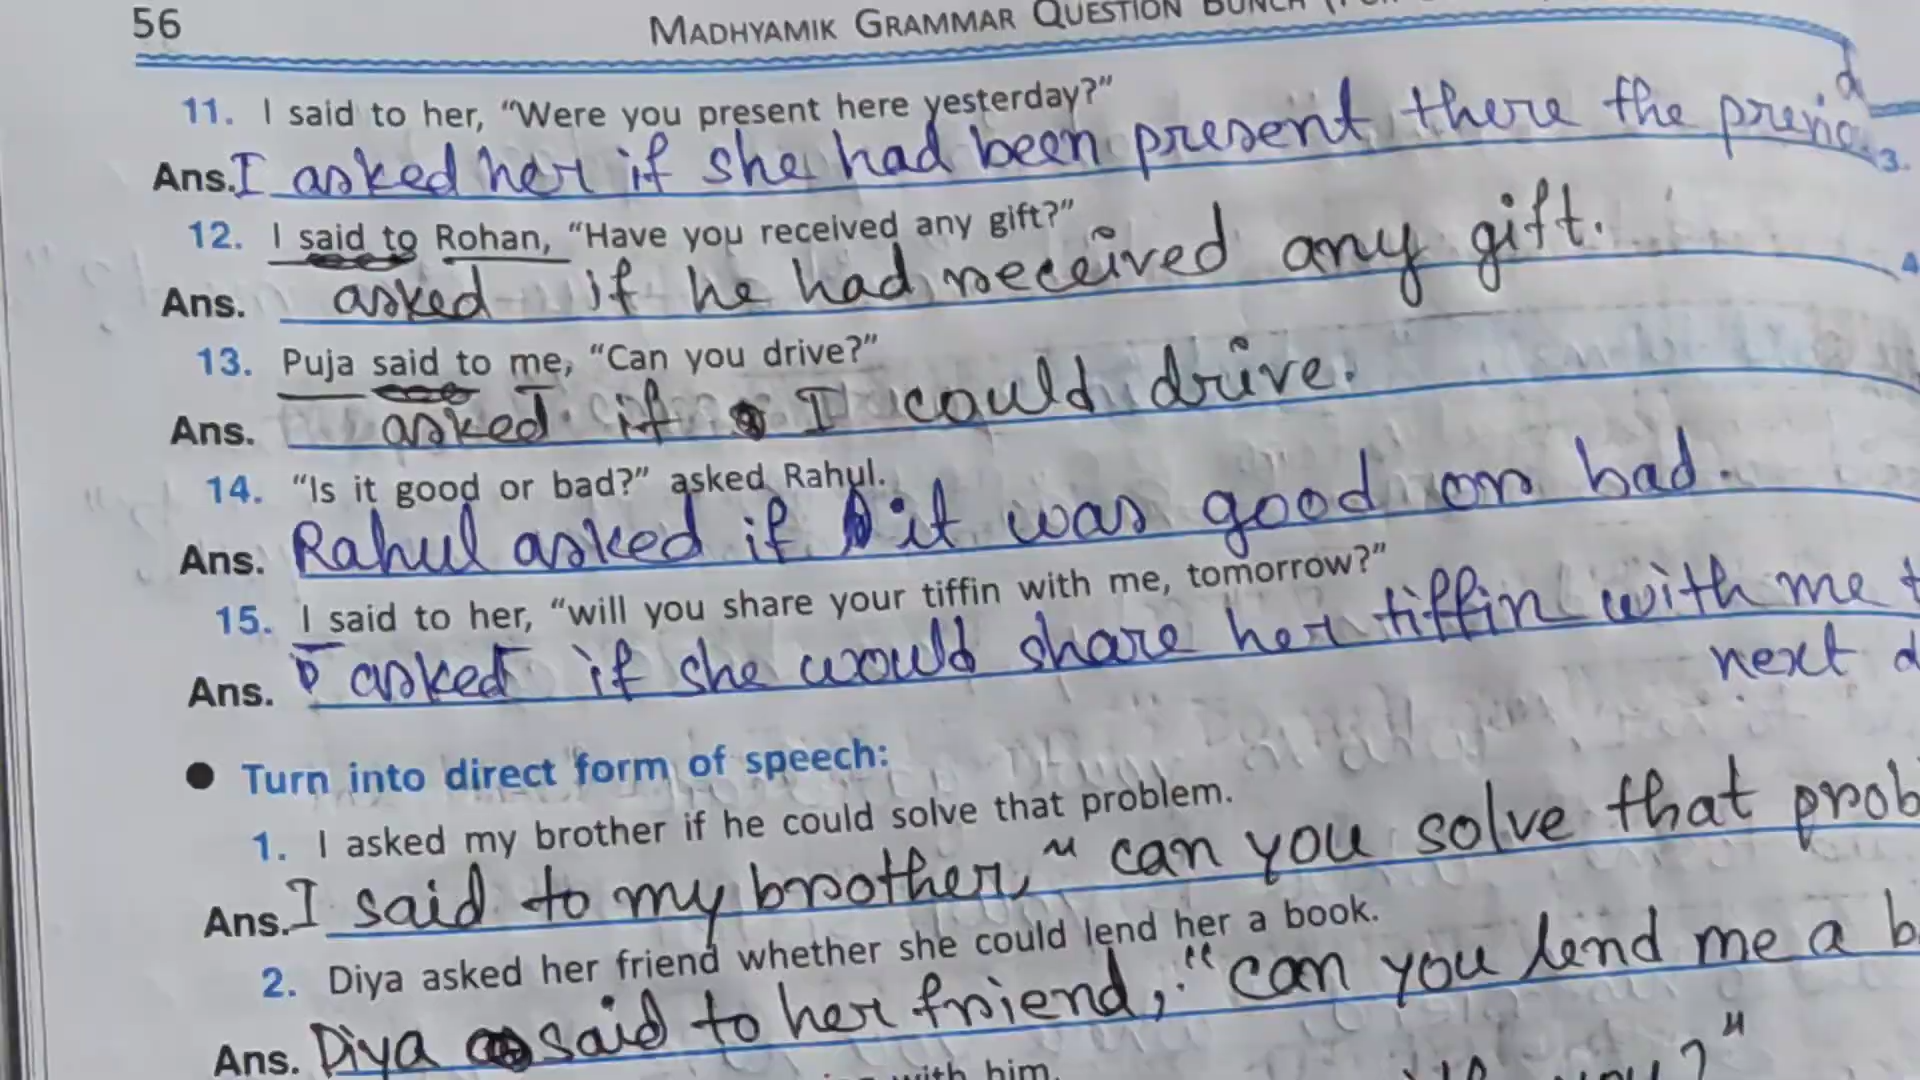 56
MADHYAMIK GRAMMAR QUESTION BUNCH
11. I said to her, “Were you present here yesterday?”
Ans. I asked her if she had been present there the
12. I said to Rohan, “Have you received any gift?”
Ans. asked if he had received any gift.
13. Puja said to me, “Can you drive?”
Ans. asked if I could drive.
14. “Is it good or bad?” asked Rahul.
Ans. Rahul asked if it was good or bad.
15. I said to her, “will you share your tiffin with me, tomorrow?”
Ans. asked if she would share her tiffin with me
next
● Turn into direct form of speech:
1. I asked my brother if he could solve that problem.
Ans. I said to my brother, " can you solve that
2. Diya asked her friend whether she could lend her a book.
Ans. Diya said to her friend, “can you lend me a
with him.
3.